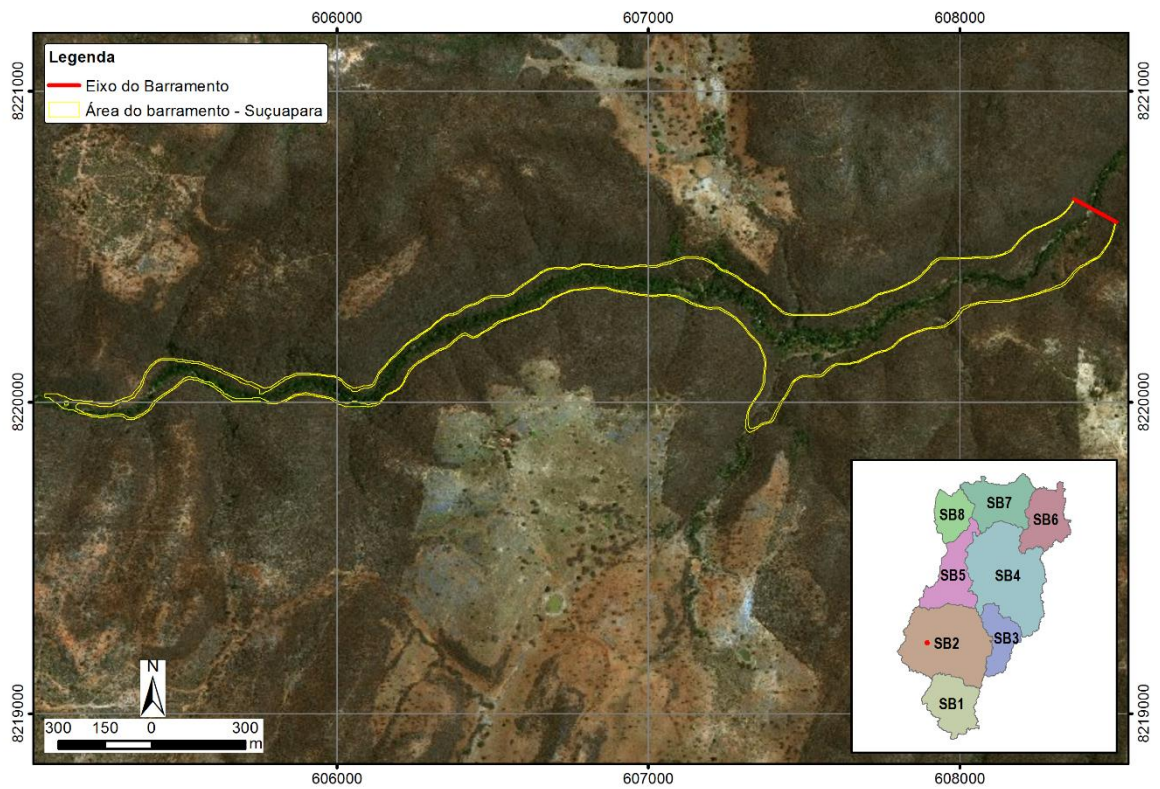 606000 607000 608000
Legenda
Eixo do Barramento
Área do barramento - Suçuapara
8221000 8221000
8220000 8220000
SB7
SB8 SB6
SB5 SB4
SB2 SB3
SB1
N
8219000 8219000
300 150 0 300
m
606000 607000 608000